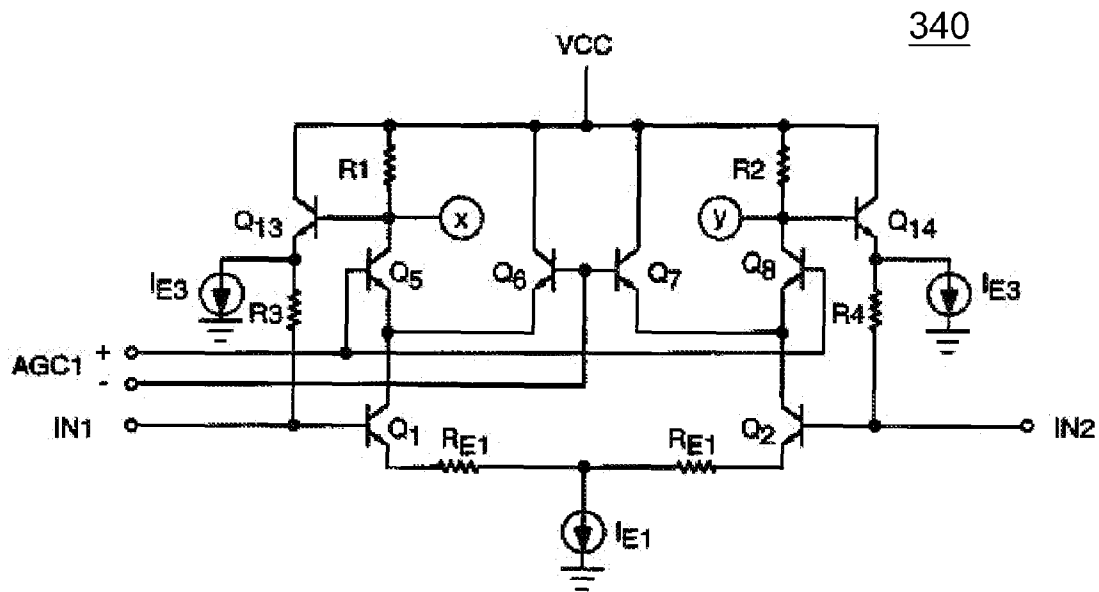 340
VCC
R1
R2
Q13
x
y
Q14
IE3
R3
Q5
Q6
Q7
Q8
R4
IE3
AGC1
+
-
IN1
Q1
RE1
RE1
Q2
IN2
IE1